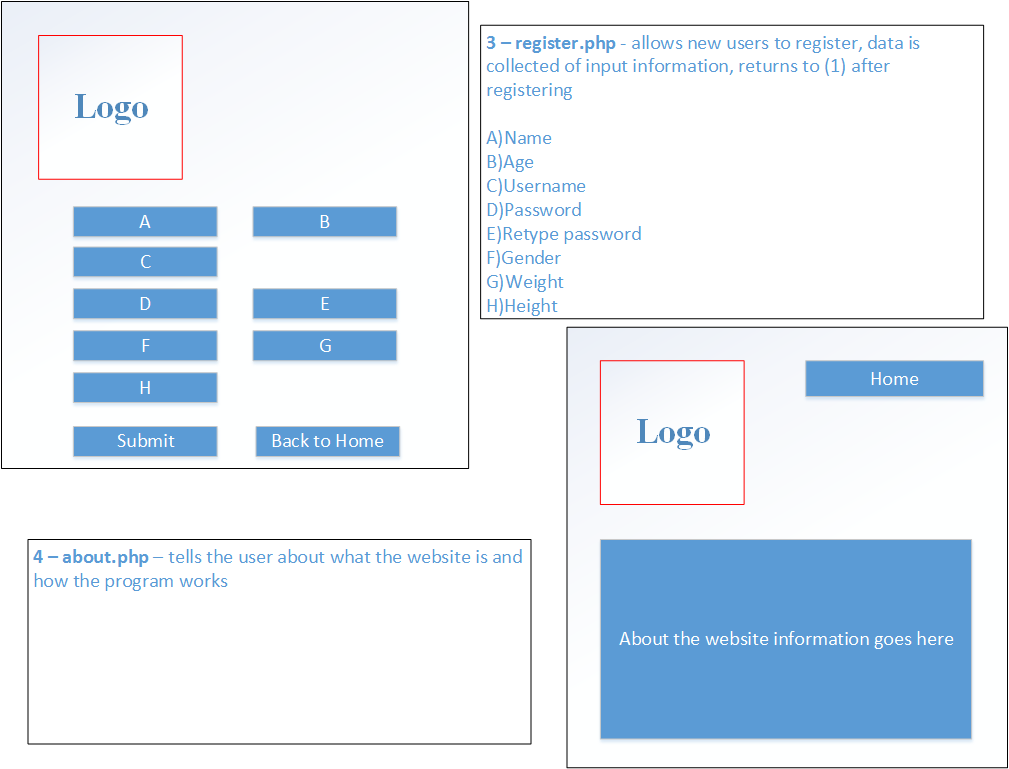 Logo
A
B
C
D
E
F
G
H
Submit
Back to Home
3 – register.php - allows new users to register, data is
collected of input information, returns to (1) after
registering
A)Name
B)Age
C)Username
D)Password
E)Retype password
F)Gender
G)Weight
H)Height
4 – about.php – tells the user about what the website is and
how the program works
Logo
Home
About the website information goes here